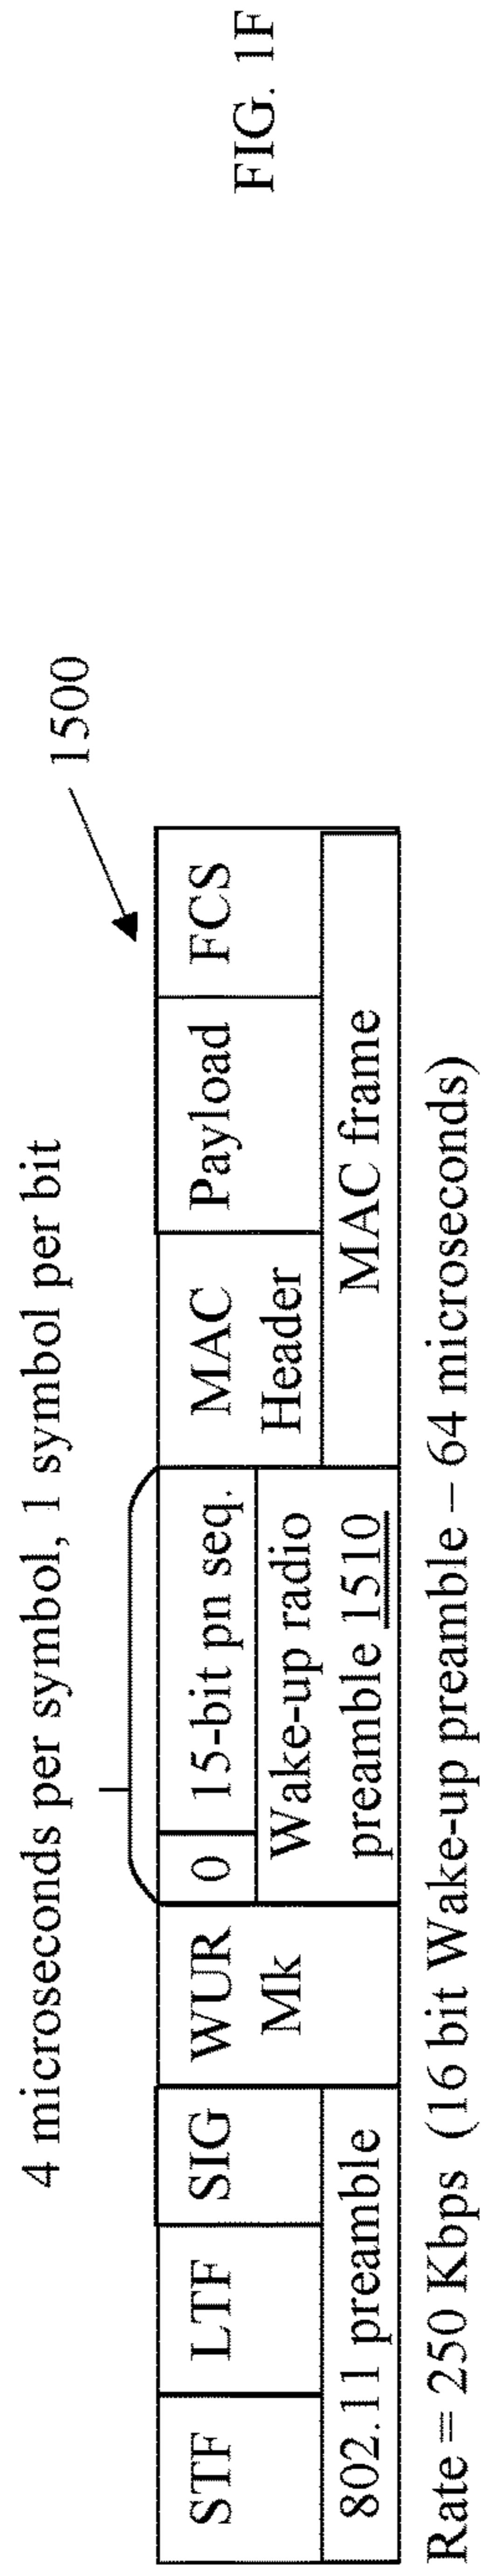 4 microseconds per symbol, 1 symbol per bit
1500
STF
LTF
SIG
802.11 preamble
WUR
Mk
0
15-bit pn seq.
Wake-up radio
preamble 1510
MAC
Header
Payload
FCS
MAC frame
Rate = 250 Kbps (16 bit Wake-up preamble – 64 microseconds)
FIG. 1F